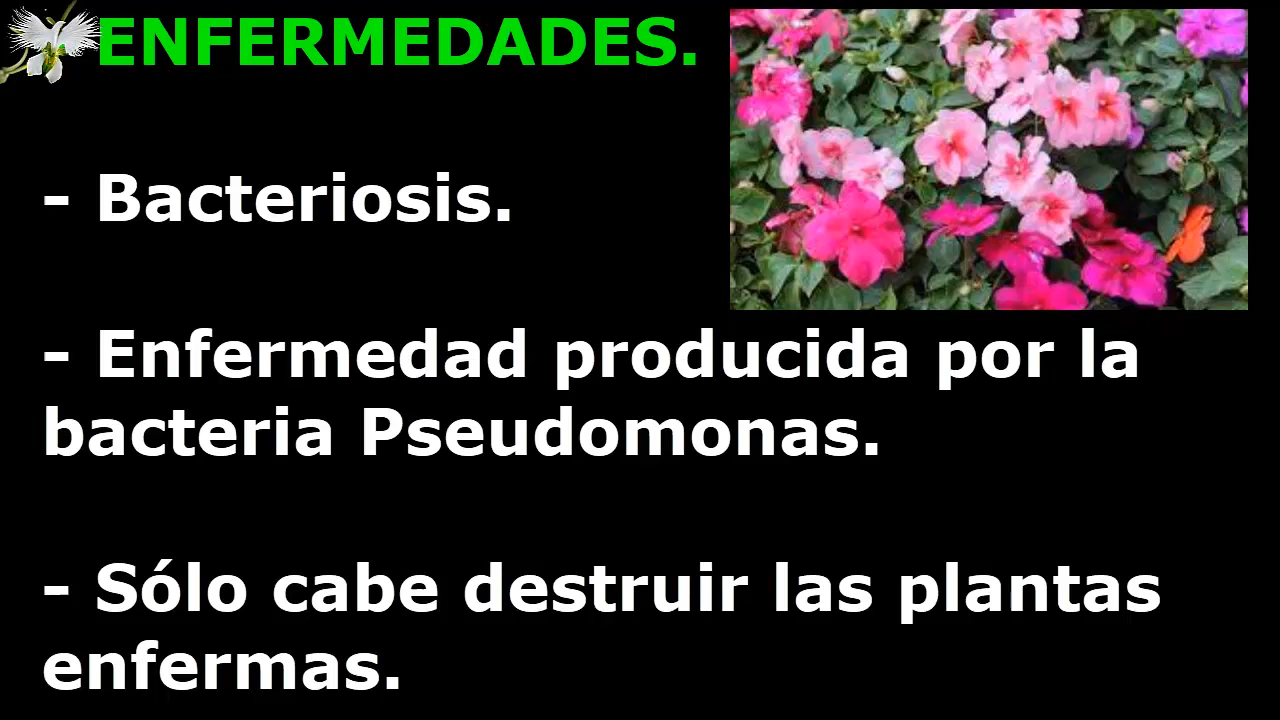 ENFERMEDADES.
- Bacteriosis.
- Enfermedad producida por la
bacteria Pseudomonas.
- Sólo cabe destruir las plantas
enfermas.